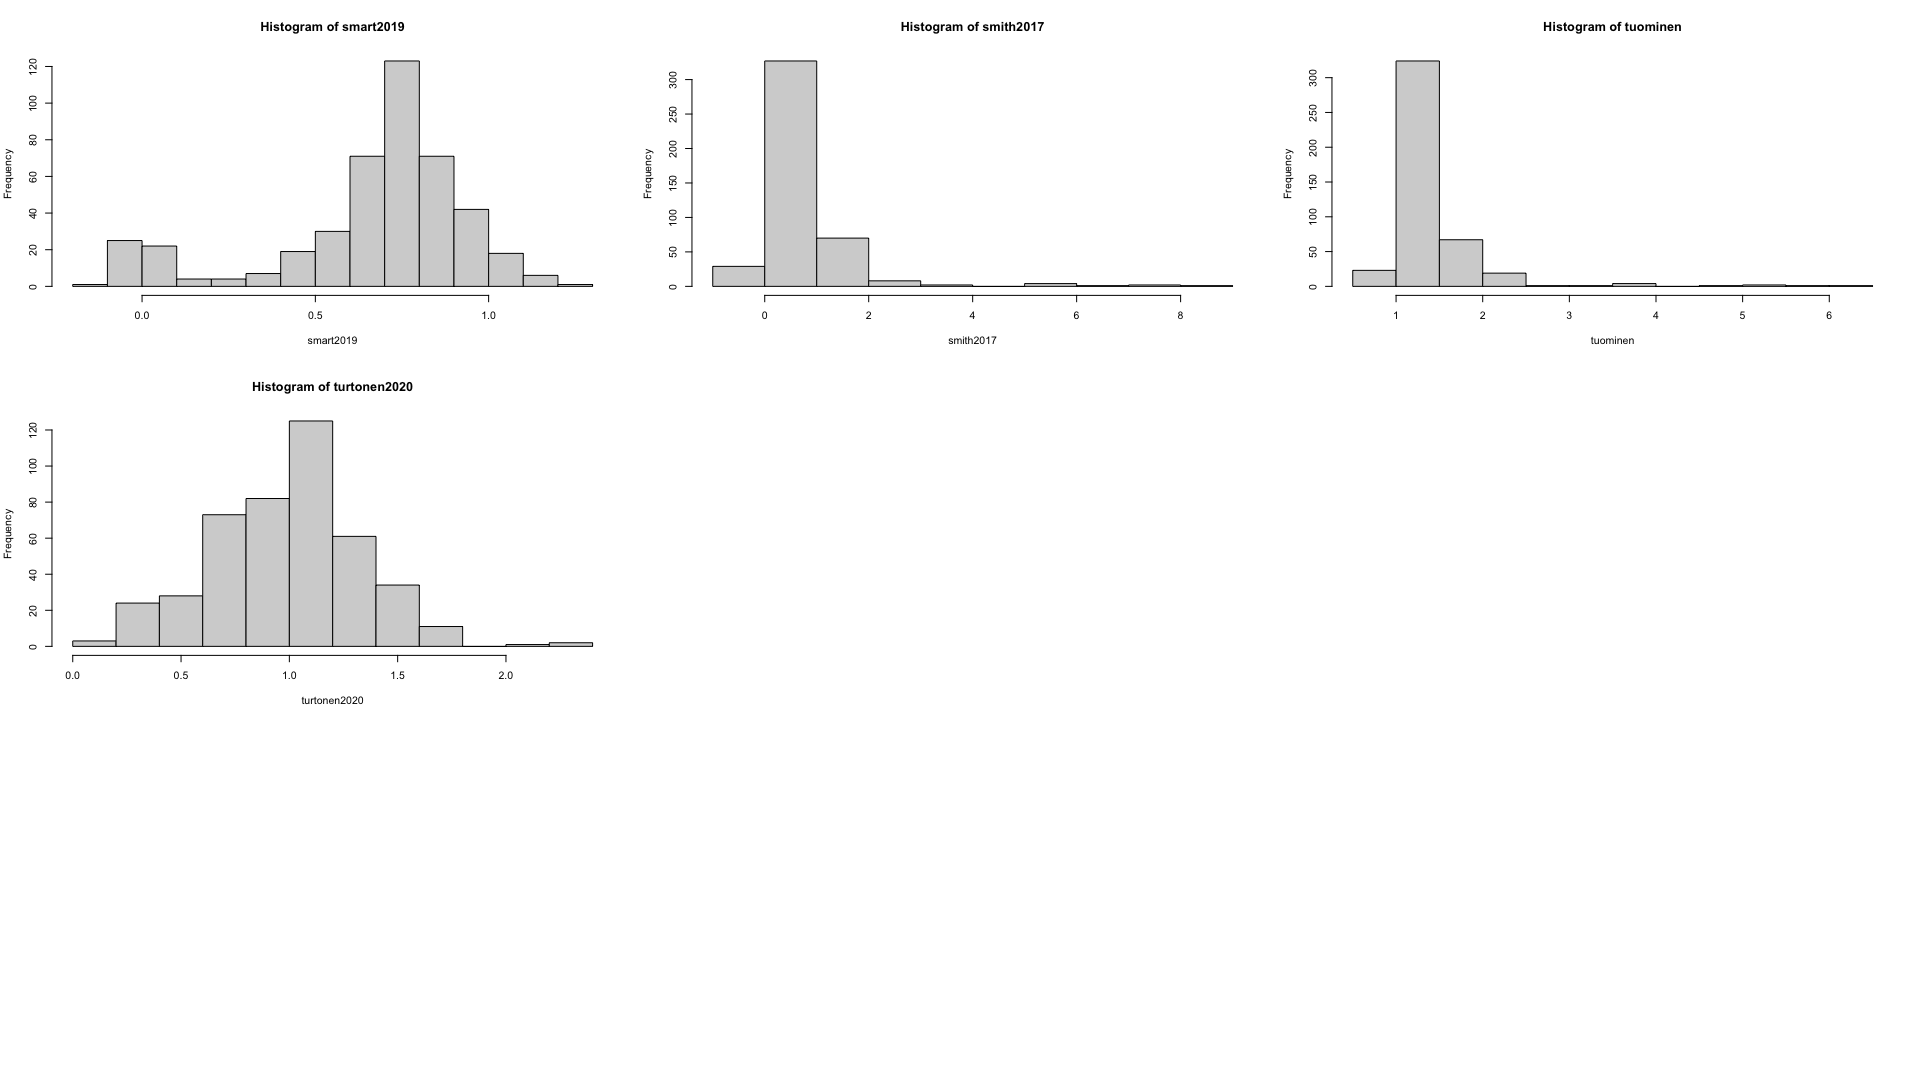 Histogram of smart2019
Frequency
0 20 40 60 80 100 120
0.0 0.5 1.0
smart2019
Histogram of smith2017
Frequency
0 50 100 150 200 250 300
0 2 4 6 8
smith2017
Histogram of tuominen
Frequency
0 50 100 150 200 250 300
1 2 3 4 5 6
tuominen
Histogram of turtonen2020
Frequency
0 20 40 60 80 100 120
0.0 0.5 1.0 1.5 2.0
turtonen2020